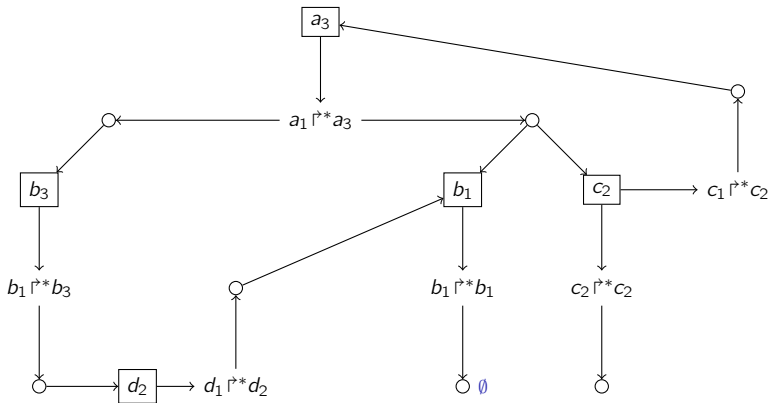 a₃
a₁ ↱* a₃
b₃ b₁ c₂ c₁ ↱* c₂
b₁ ↱* b₃ b₁ ↱* b₁ c₂ ↱* c₂
d₂ d₁ ↱* d₂ ∅